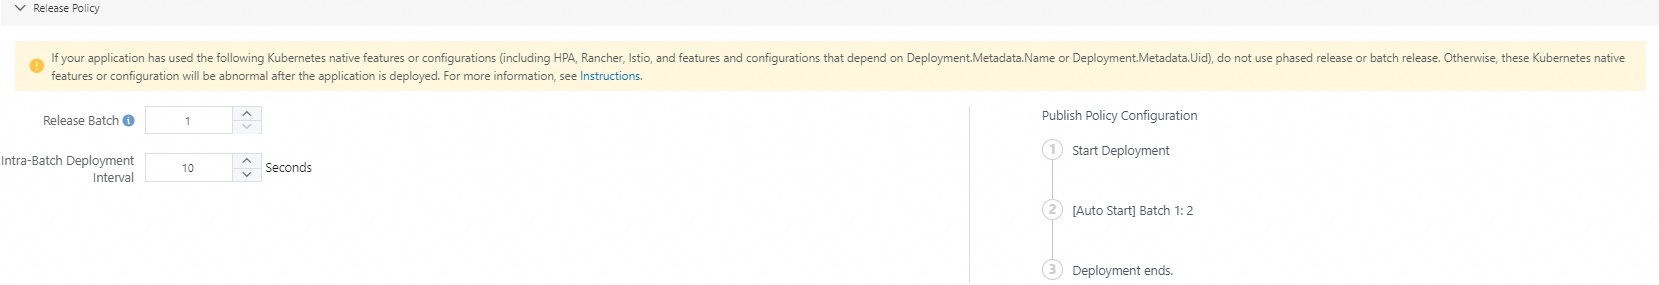 Release Policy
If your application has used the following Kubernetes native features or configurations (including HPA, Rancher, Istio, and features and configurations that depend on Deployment.Metadata.Name or Deployment.Metadata.Uid), do not use phased release or batch release. Otherwise, these Kubernetes native
features or configuration will be abnormal after the application is deployed. For more information, see Instructions.
Release Batch 1
Intra-Batch Deployment
Interval
10 Seconds
Publish Policy Configuration
1 Start Deployment
2 [Auto Start] Batch 1: 2
3 Deployment ends.